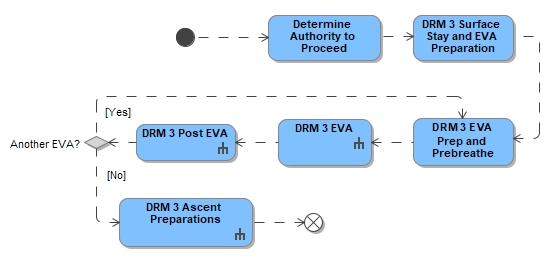 Determine
Authority to
Proceed
DRM 3 Surface
Stay and EVA
Preparation
[Yes]
Another EVA?
DRM 3 Post EVA
DRM 3 EVA
DRM 3 EVA
Prep and
Prebreathe
[No]
DRM 3 Ascent
Preparations